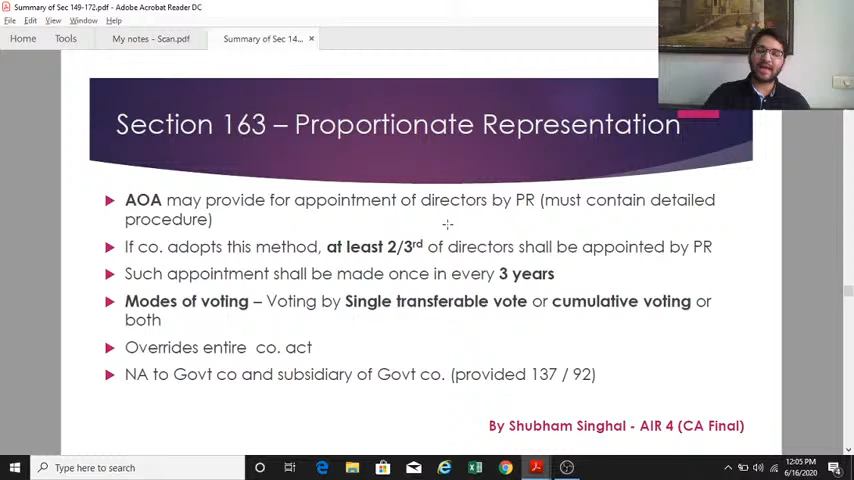 Summary of Sec 149-172.pdf - Adobe Acrobat Reader DC
File Edit View Window Help
Home Tools My notes - Scan.pdf Summary of Sec 14... ×
Section 163 – Proportionate Representation
AOA may provide for appointment of directors by PR (must contain detailed
procedure)
If co. adopts this method, at least 2/3rd of directors shall be appointed by PR
Such appointment shall be made once in every 3 years
Modes of voting – Voting by Single transferable vote or cumulative voting or
both
Overrides entire co. act
NA to Govt co and subsidiary of Govt co. (provided 137 / 92)
By Shubham Singhal - AIR 4 (CA Final)
Type here to search
12:05 PM
6/16/2020
4